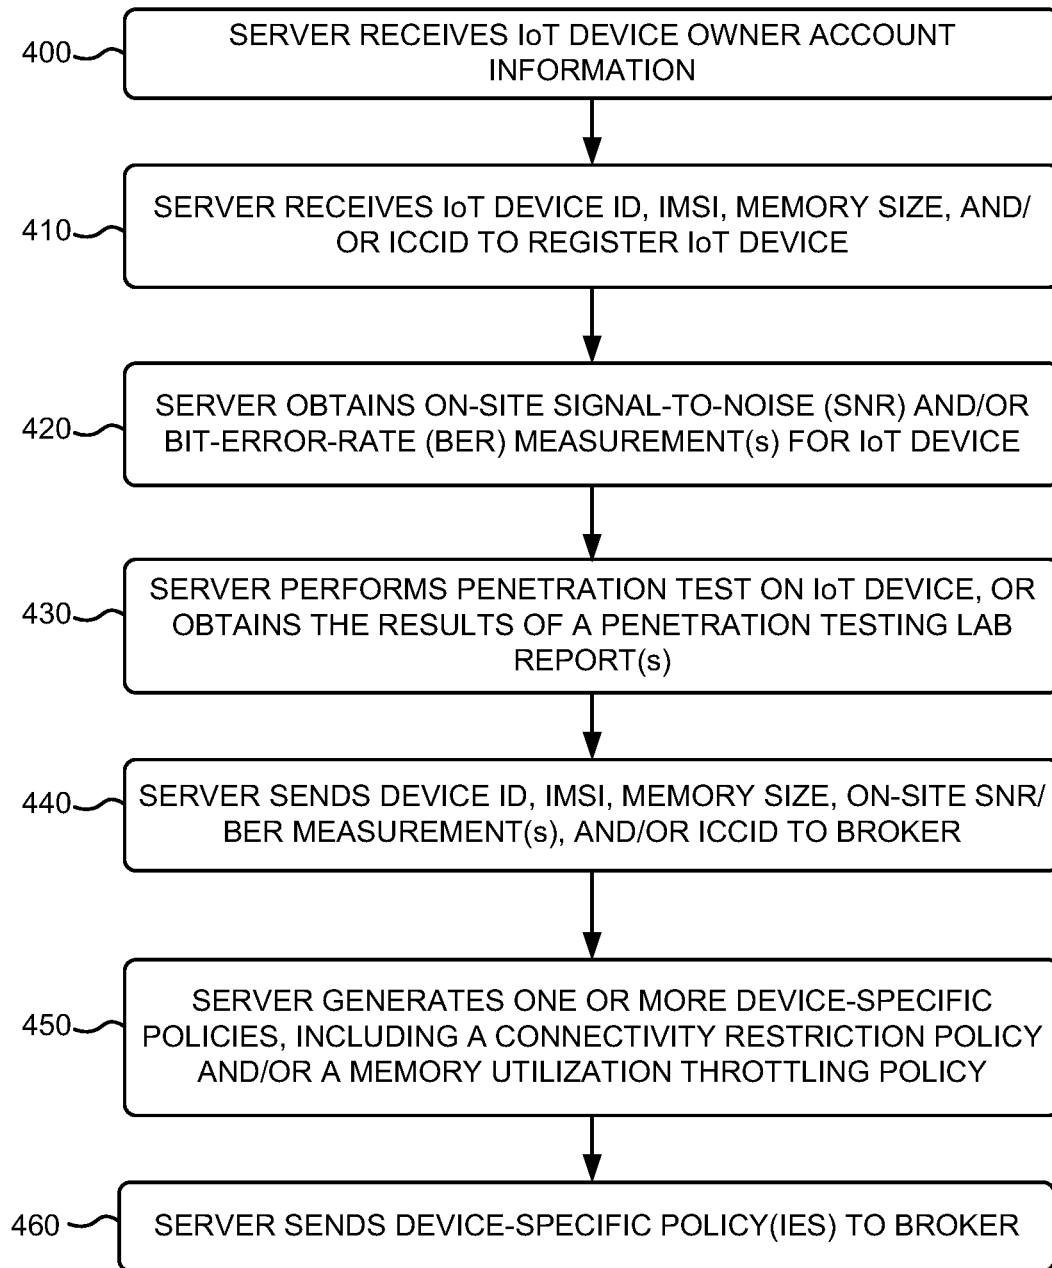 400
SERVER RECEIVES IoT DEVICE OWNER ACCOUNT
INFORMATION
410
SERVER RECEIVES IoT DEVICE ID, IMSI, MEMORY SIZE, AND/
OR ICCID TO REGISTER IoT DEVICE
420
SERVER OBTAINS ON-SITE SIGNAL-TO-NOISE (SNR) AND/OR
BIT-ERROR-RATE (BER) MEASUREMENT(s) FOR IoT DEVICE
430
SERVER PERFORMS PENETRATION TEST ON IoT DEVICE, OR
OBTAINS THE RESULTS OF A PENETRATION TESTING LAB
REPORT(s)
440
SERVER SENDS DEVICE ID, IMSI, MEMORY SIZE, ON-SITE SNR/
BER MEASUREMENT(s), AND/OR ICCID TO BROKER
450
SERVER GENERATES ONE OR MORE DEVICE-SPECIFIC
POLICIES, INCLUDING A CONNECTIVITY RESTRICTION POLICY
AND/OR A MEMORY UTILIZATION THROTTLING POLICY
460
SERVER SENDS DEVICE-SPECIFIC POLICY(IES) TO BROKER